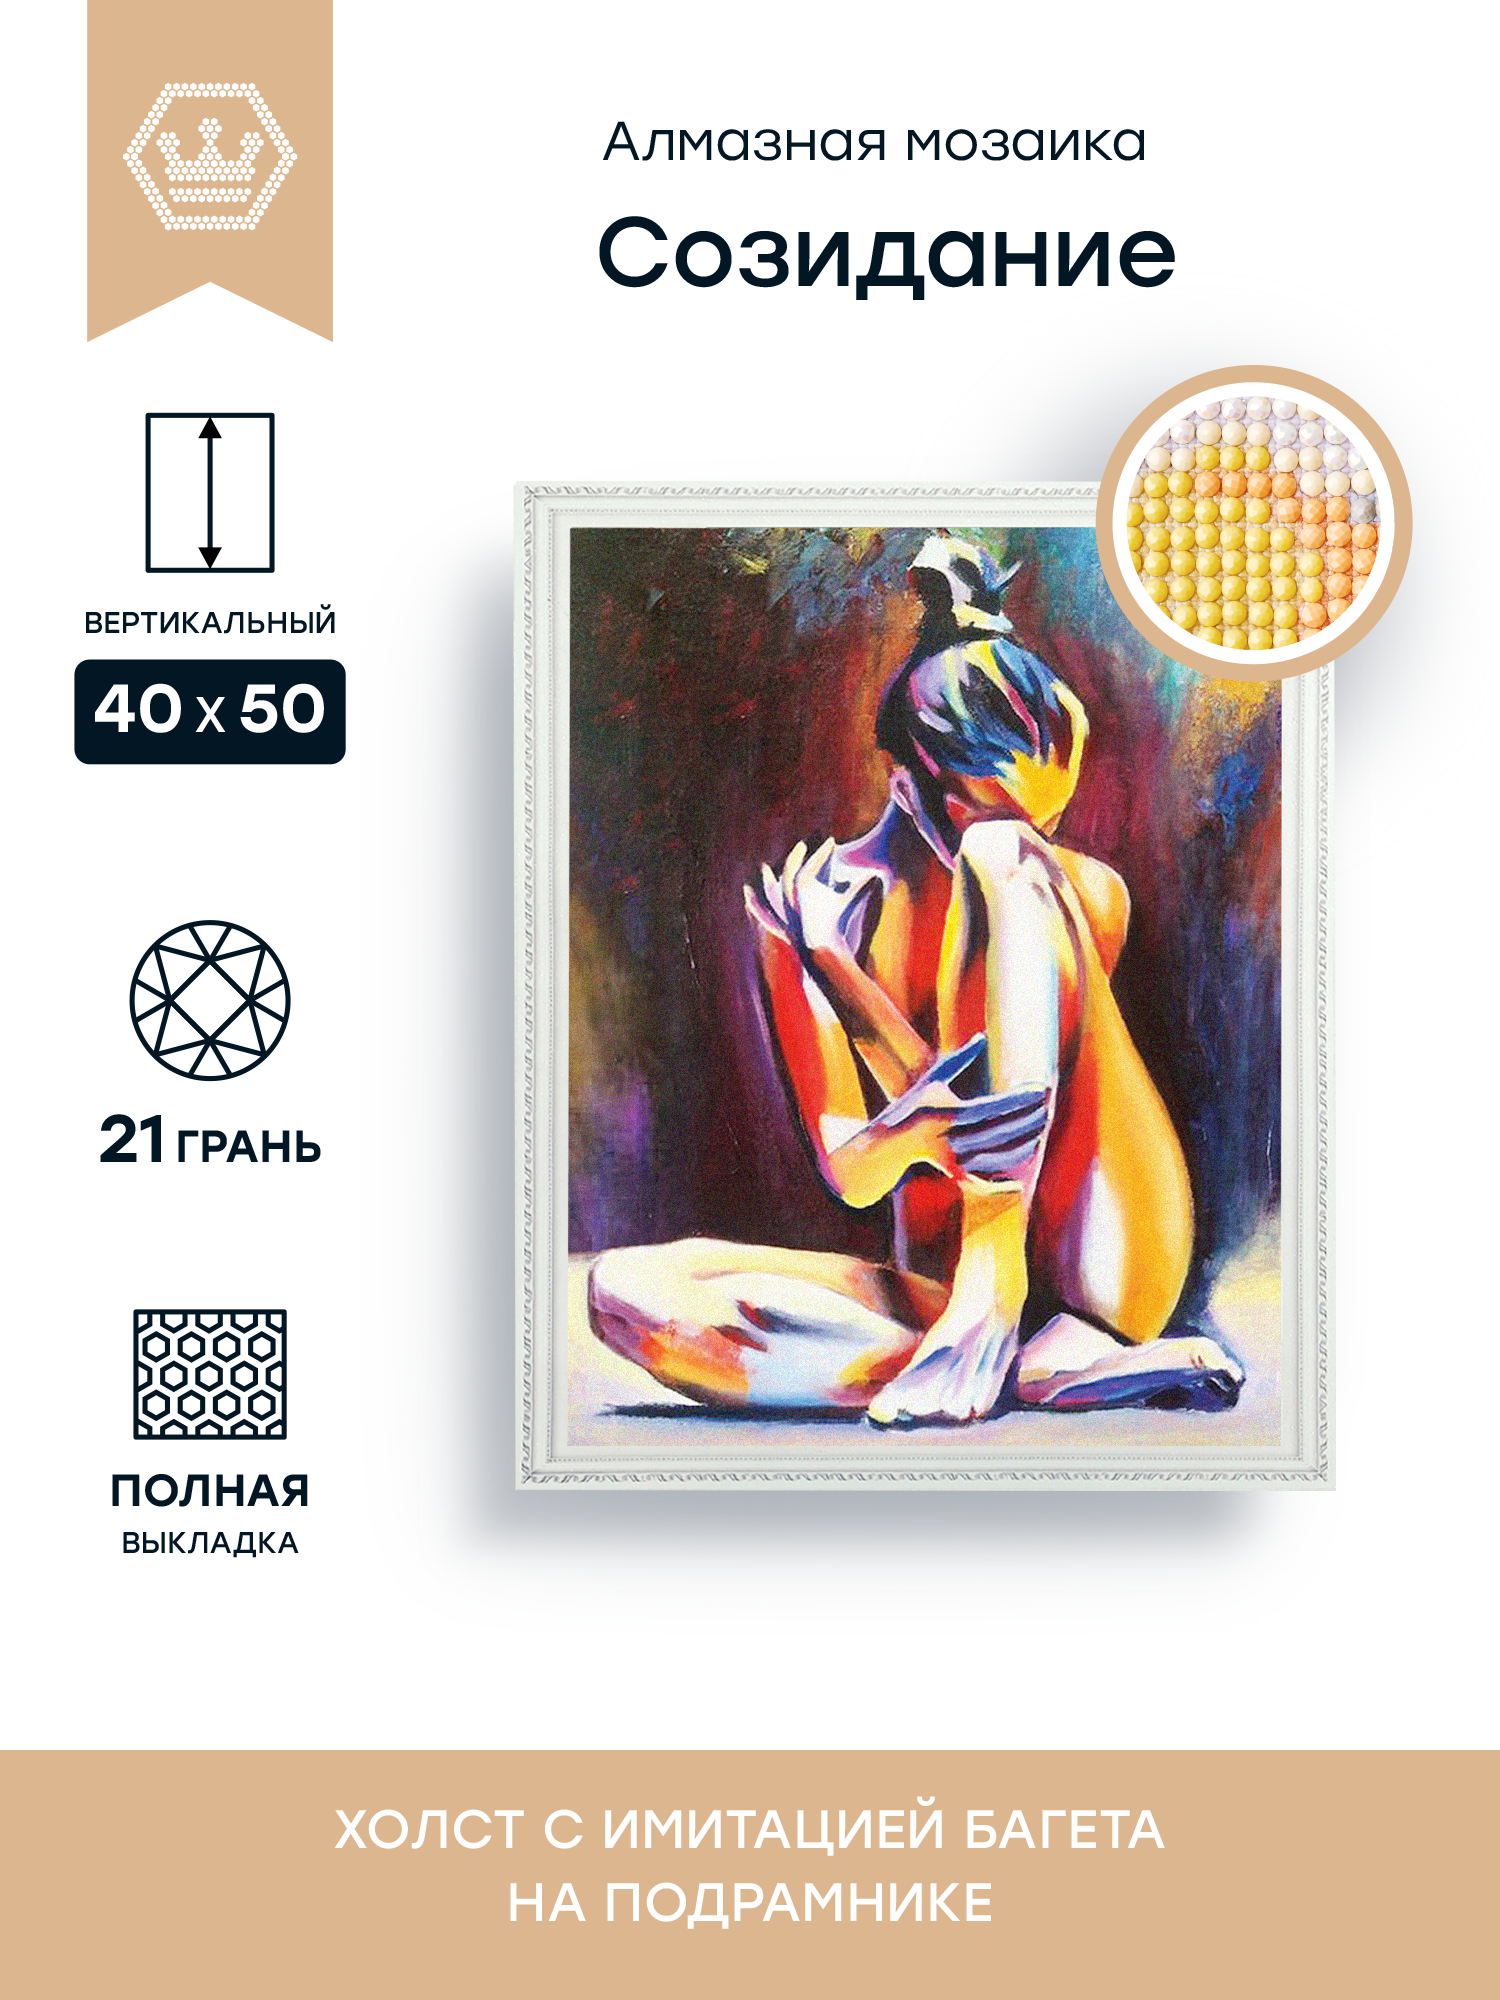 Алмазная мозаика
Созидание
ВЕРТИКАЛЬНЫЙ
40 X 50
21 ГРАНЬ
ПОЛНАЯ
ВЫКЛАДКА
ХОЛСТ С ИМИТАЦИЕЙ БАГЕТА
НА ПОДРАМНИКЕ